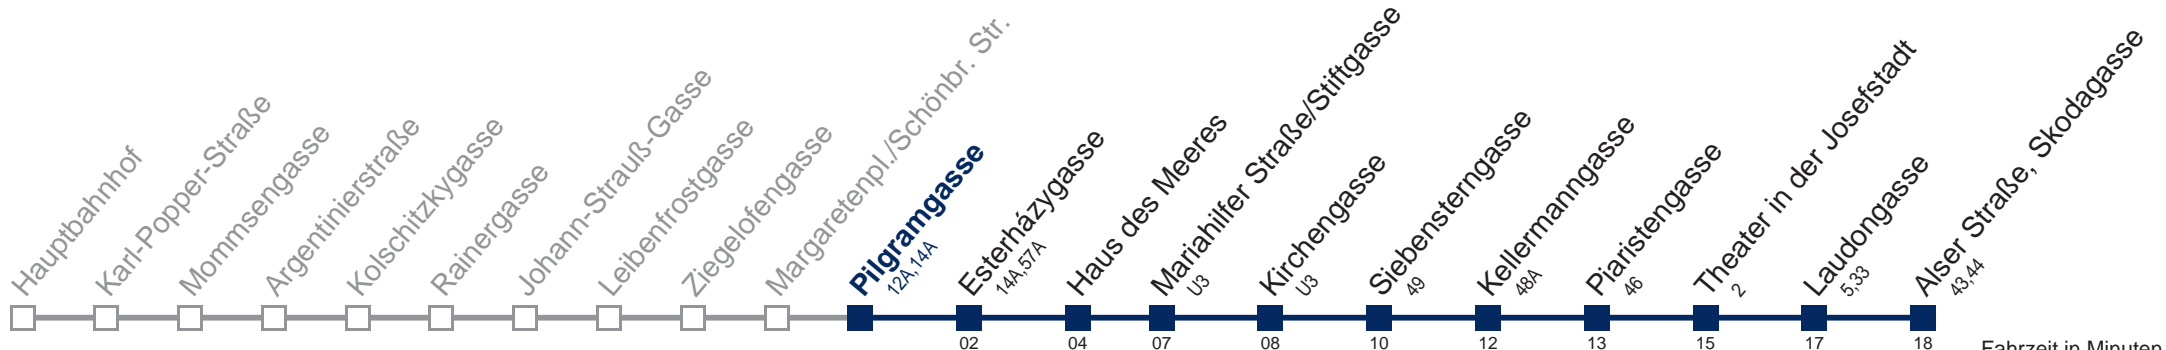 Hauptbahnhof
Karl-Popper-Straße
Mommsengasse
Argentinierstraße
Kolschitzkygasse
Rainergasse
Johann-Strauß-Gasse
Leibenfrostgasse
Ziegelofengasse
Margaretenpl./Schönbr. Str.
Pilgramgasse
12A,14A
Esterházygasse
14A,57A
Haus des Meeres
Mariahilfer Straße/Stiftgasse
U3
Kirchengasse
U3
Siebensterngasse
49
Kellermanngasse
48A
Piaristengasse
46
Theater in der Josefstadt
2
Laudongasse
5,33
Alser Straße, Skodagasse
43,44
02 04 07 08 10 12 13 15 17 18
Fahrzeit in Minuten